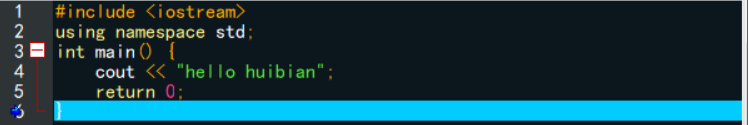 1 #include <iostream>
2 using namespace std;
3 int main() {
4 cout << "hello huibian";
5 return 0;
6 }